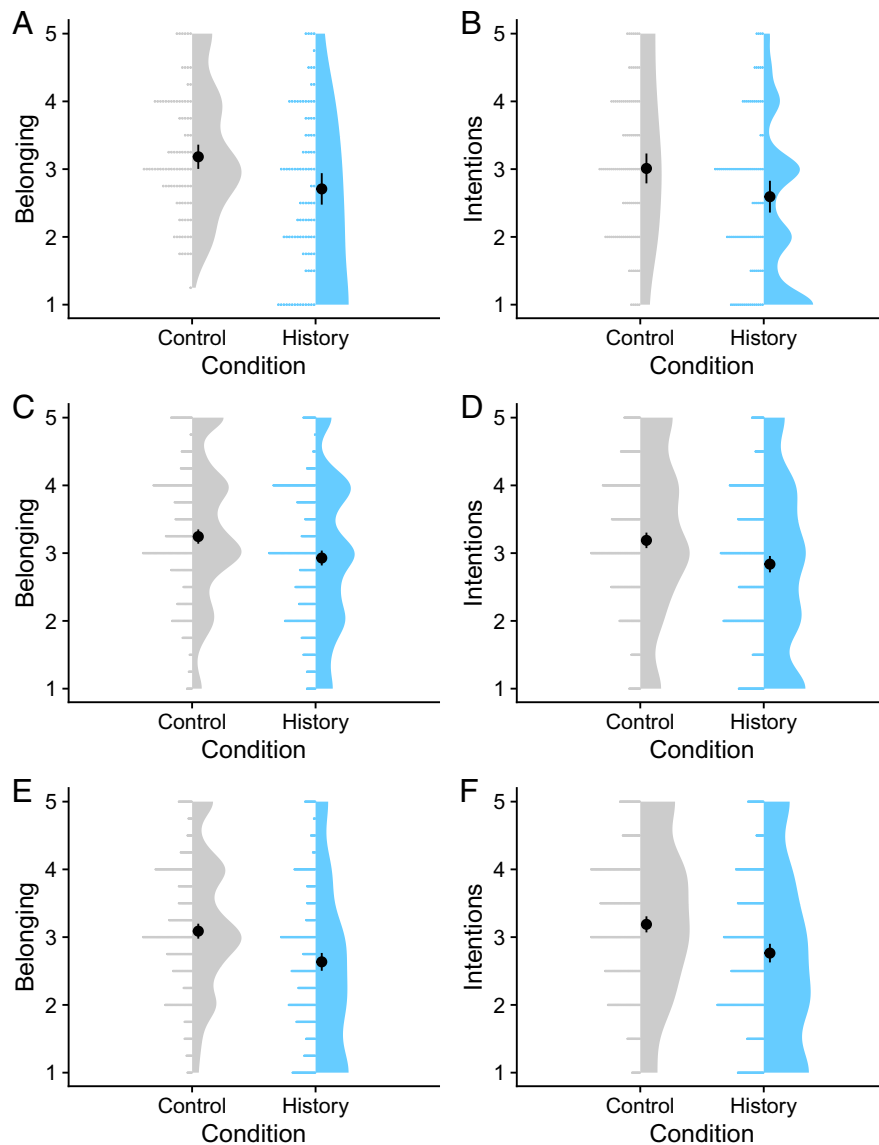 A B
5 5
4 4
Belonging 3 Intentions 3
2 2
1 1
Control History Control History
Condition Condition
C D
5 5
4 4
Belonging 3 Intentions 3
2 2
1 1
Control History Control History
Condition Condition
E F
5 5
4 4
Belonging 3 Intentions 3
2 2
1 1
Control History Control History
Condition Condition